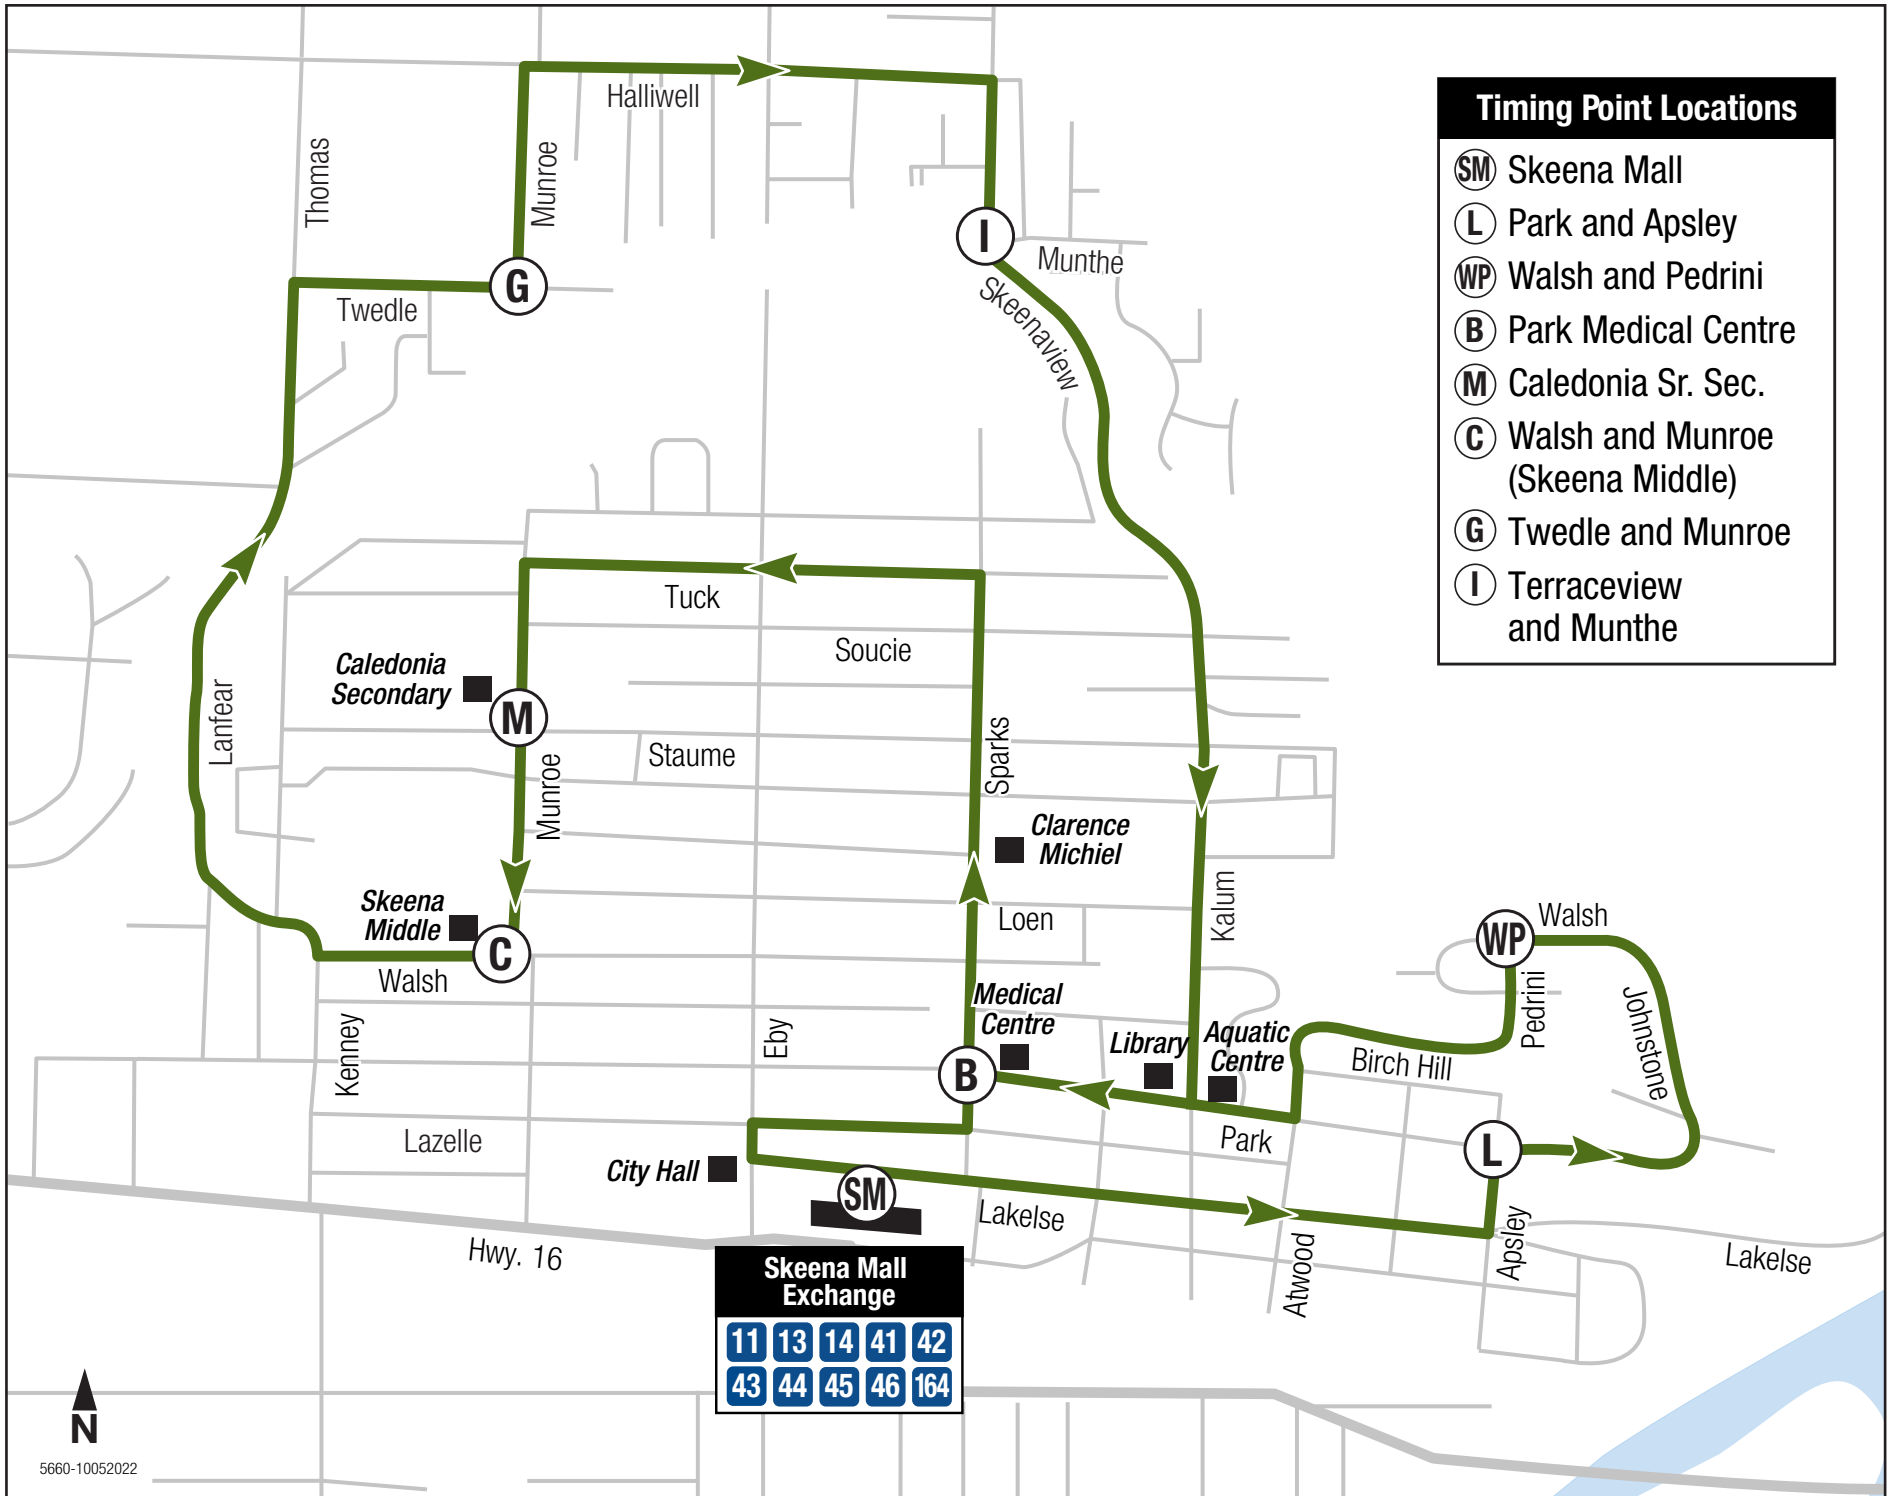 Halliwell
Thomas
Munroe
Timing Point Locations
SM Skeena Mall
L Park and Apsley
WP Walsh and Pedrini
B Park Medical Centre
M Caledonia Sr. Sec.
C Walsh and Munroe
(Skeena Middle)
G Twedle and Munroe
I Terraceview
and Munthe
I
Munthe
G
Twedle
Skeenaview
Tuck
Soucie
Caledonia
Secondary
M
Lanfear
Staume
Munroe
Sparks
Clarence
Michiel
Kalum
Skeena
Middle
C
Walsh
Loen
WP
Walsh
Pedrini
Johnstone
Medical
Centre
Library
Aquatic
Centre
Kenney
Eby
B
Birch Hill
Lazelle
Park
L
City Hall
SM
Lakelse
Apsley
Atwood
Lakelse
Hwy. 16
Skeena Mall
Exchange
11 13 14 41 42
43 44 45 46 164
N
5660-10052022